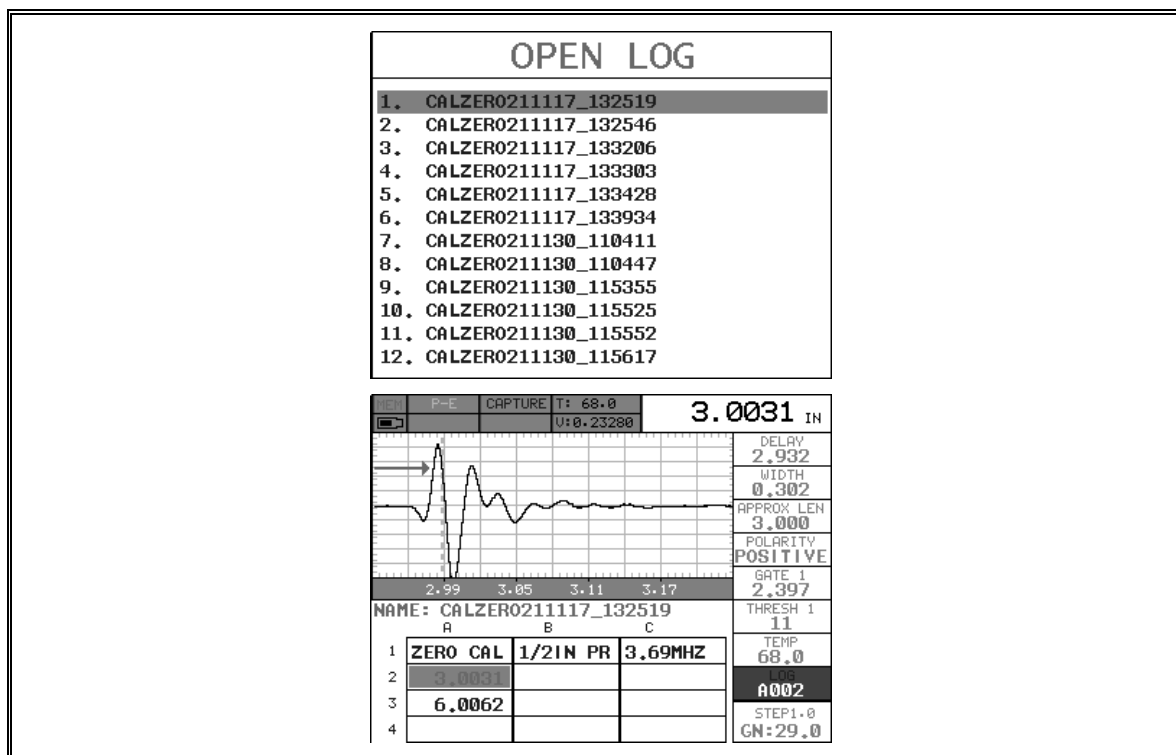 OPEN LOG
1. CALZERO211117_132519
2. CALZERO211117_132546
3. CALZERO211117_133206
4. CALZERO211117_133303
5. CALZERO211117_133428
6. CALZERO211117_133934
7. CALZERO211130_110411
8. CALZERO211130_110447
9. CALZERO211130_115355
10. CALZERO211130_115525
11. CALZERO211130_115552
12. CALZERO211130_115617
MEM P-E CAPTURE T: 68.0 3.0031 IN
V:0.23280
DELAY
2.932
WIDTH
0.302
APPROX LEN
3.000
POLARITY
POSITIVE
GATE 1
2.397
THRESH 1
11
TEMP
68.0
LOG
A002
STEP1.0
GN:29.0
2.99 3.05 3.11 3.17
NAME: CALZERO211117_132519
A B C
1 ZERO CAL 1/2IN PR 3.69MHZ
2 3.0031
3 6.0062
4